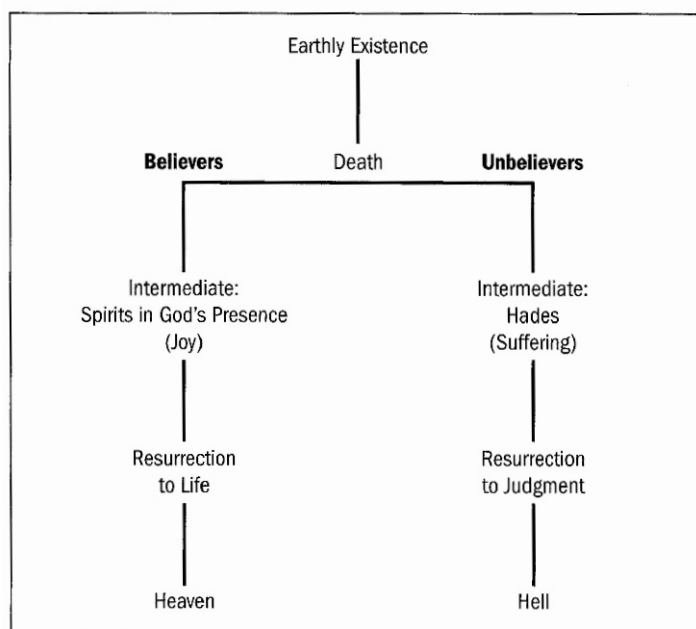 Earthly Existence
Believers Death Unbelievers
Intermediate:
Spirits in God's Presence
(Joy)
Intermediate:
Hades
(Suffering)
Resurrection
to Life
Resurrection
to Judgment
Heaven
Hell